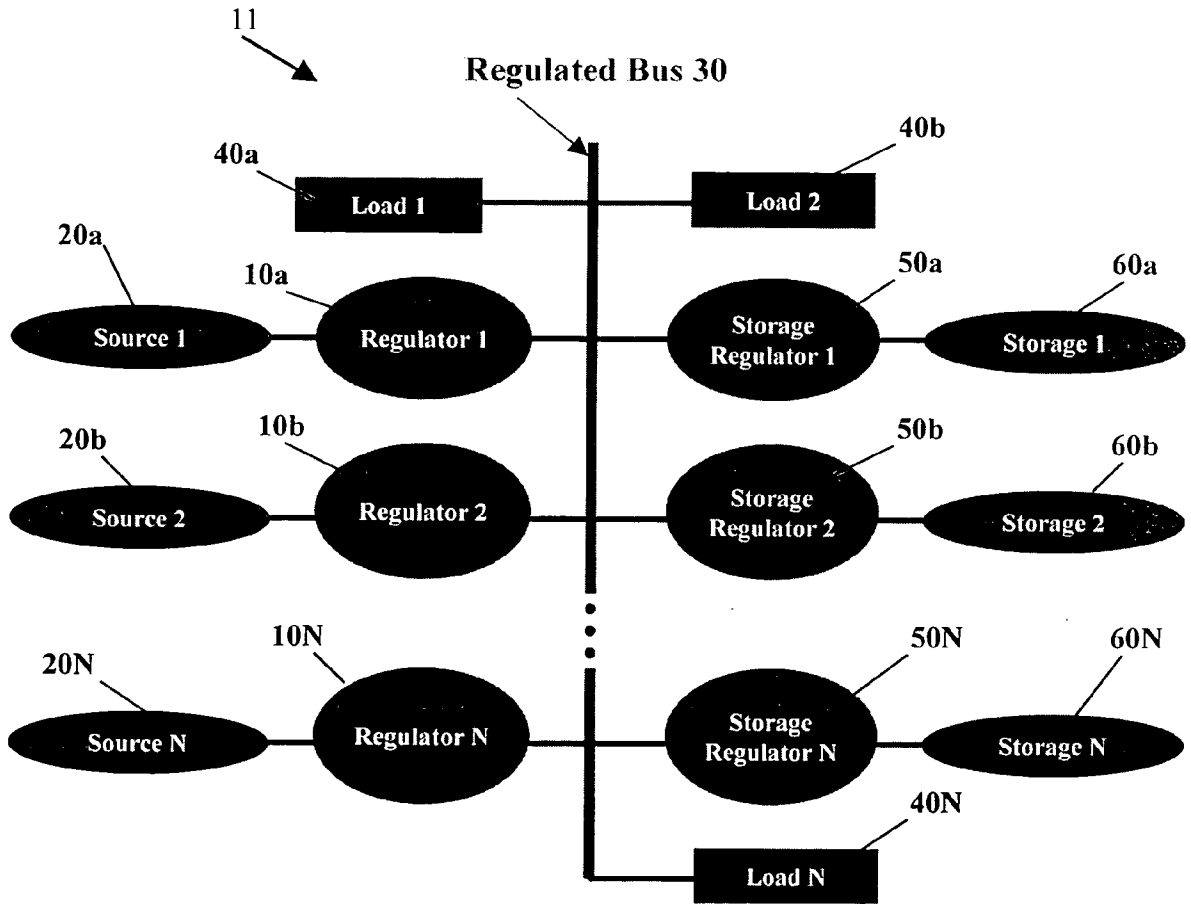 11
Regulated Bus 30
40a
40b
Load 1
Load 2
20a
10a
50a
60a
Source 1
Regulator 1
Storage
Regulator 1
Storage 1
20b
10b
50b
60b
Source 2
Regulator 2
Storage
Regulator 2
Storage 2
20N
10N
50N
60N
Source N
Regulator N
Storage
Regulator N
Storage N
40N
Load N